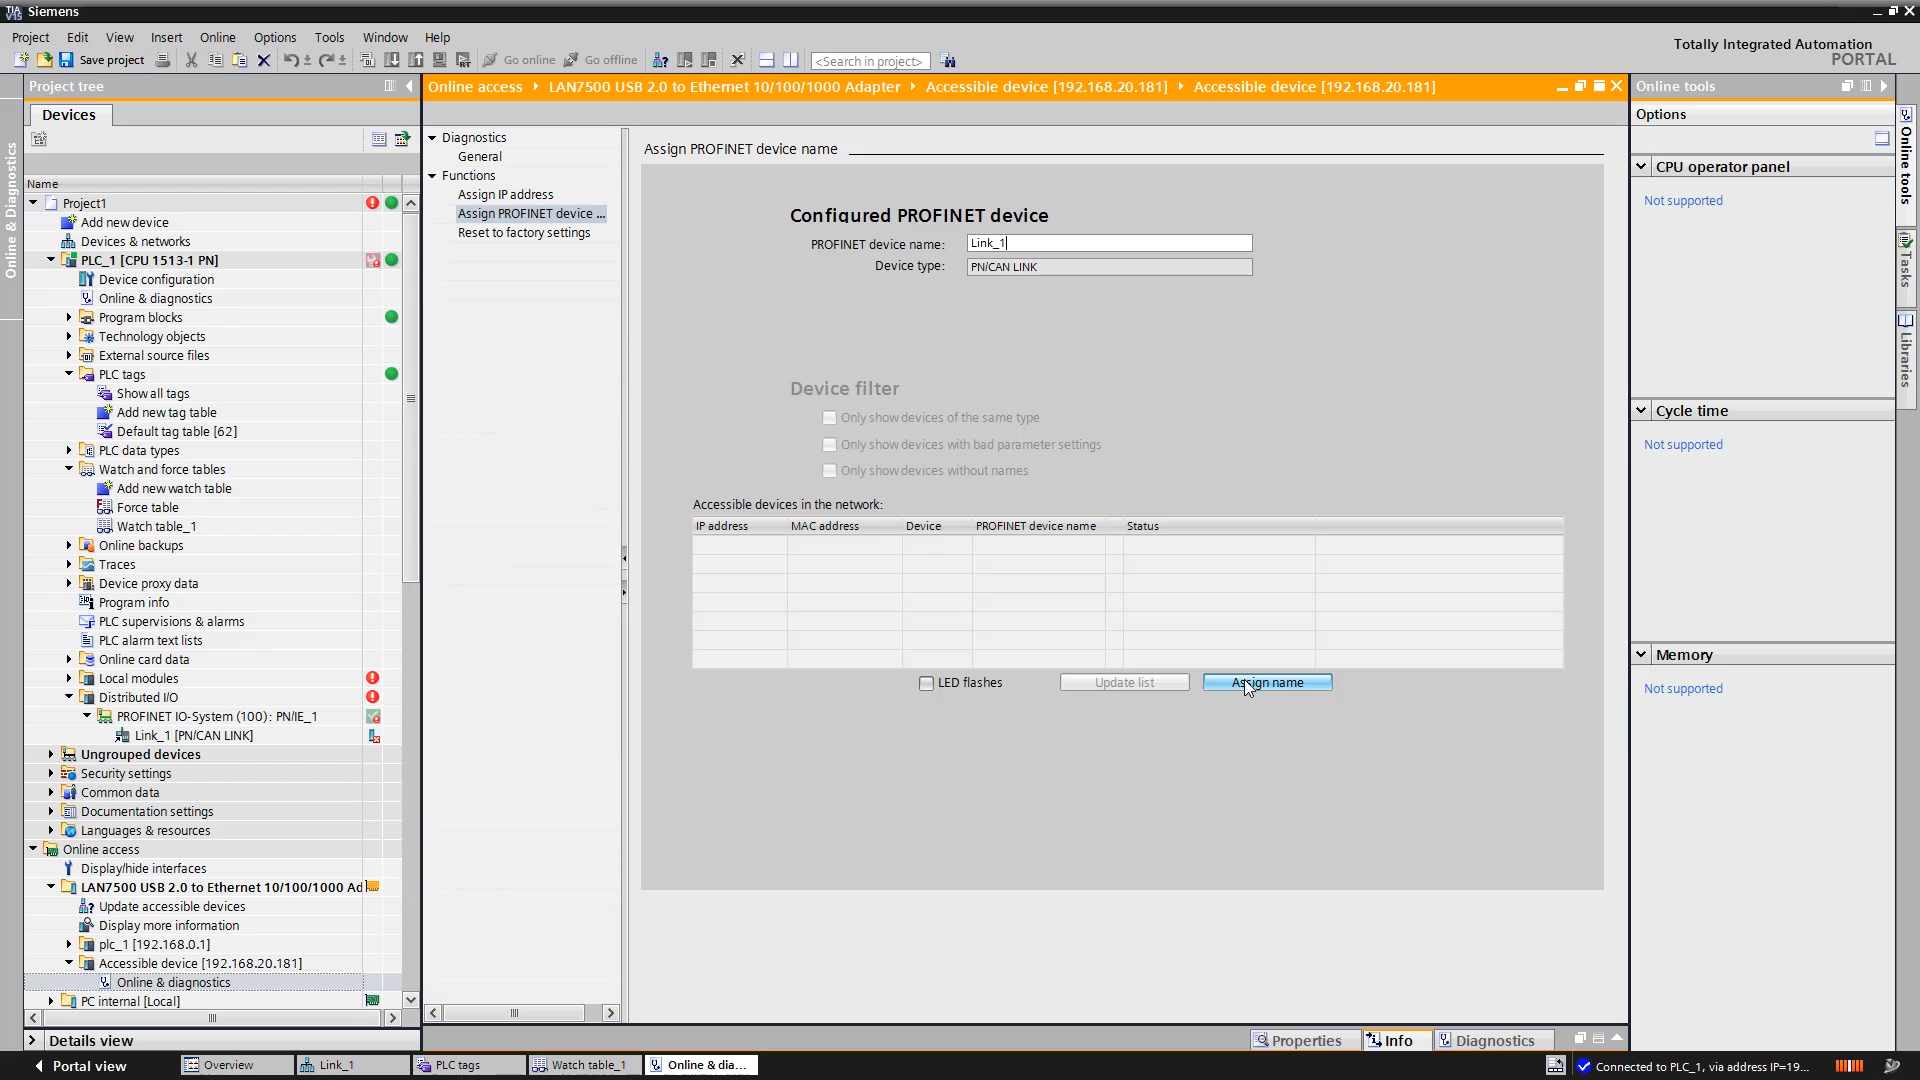 TIA V15 Siemens
Project Edit View Insert Online Options Tools Window Help
Totally Integrated Automation
PORTAL
Save project
Go online
Go offline
<Search in project>
Project tree
Online access LAN7500 USB 2.0 to Ethernet 10/100/1000 Adapter Accessible device [192.168.20.181] Accessible device [192.168.20.181]
Online tools
Devices
Options
Online & Diagnostics
Name
Project1
Add new device
Devices & networks
PLC_1 [CPU 1513-1 PN]
Device configuration
Online & diagnostics
Program blocks
Technology objects
External source files
PLC tags
Show all tags
Add new tag table
Default tag table [62]
PLC data types
Watch and force tables
Add new watch table
Force table
Watch table_1
Online backups
Traces
Device proxy data
Program info
PLC supervisions & alarms
PLC alarm text lists
Online card data
Local modules
Distributed I/O
PROFINET IO-System (100): PN/IE_1
Link_1 [PN/CAN LINK]
Ungrouped devices
Security settings
Common data
Documentation settings
Languages & resources
Online access
Display/hide interfaces
LAN7500 USB 2.0 to Ethernet 10/100/1000 Ad
Update accessible devices
Display more information
plc_1 [192.168.0.1]
Accessible device [192.168.20.181]
Online & diagnostics
PC internal [Local]
Details view
Diagnostics
General
Functions
Assign IP address
Assign PROFINET device ...
Reset to factory settings
Assign PROFINET device name
Configured PROFINET device
PROFINET device name: Link_1
Device type: PN/CAN LINK
Device filter
Only show devices of the same type
Only show devices with bad parameter settings
Only show devices without names
Accessible devices in the network:
IP address MAC address Device PROFINET device name Status
LED flashes
Update list
Assign name
CPU operator panel
Not supported
Cycle time
Not supported
Memory
Not supported
Online tools
Tasks
Libraries
Properties
Info
Diagnostics
Portal view
Overview
Link_1
PLC tags
Watch table_1
Online & dia...
Connected to PLC_1, via address IP=19...